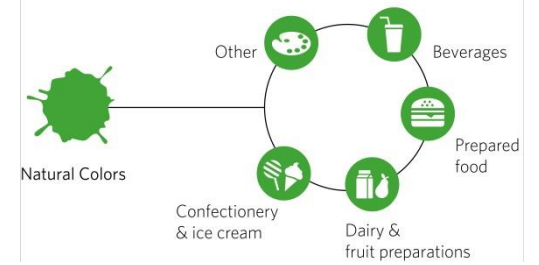 Other
Beverages
Prepared
food
Natural Colors
Confectionery
& ice cream
Dairy &
fruit preparations